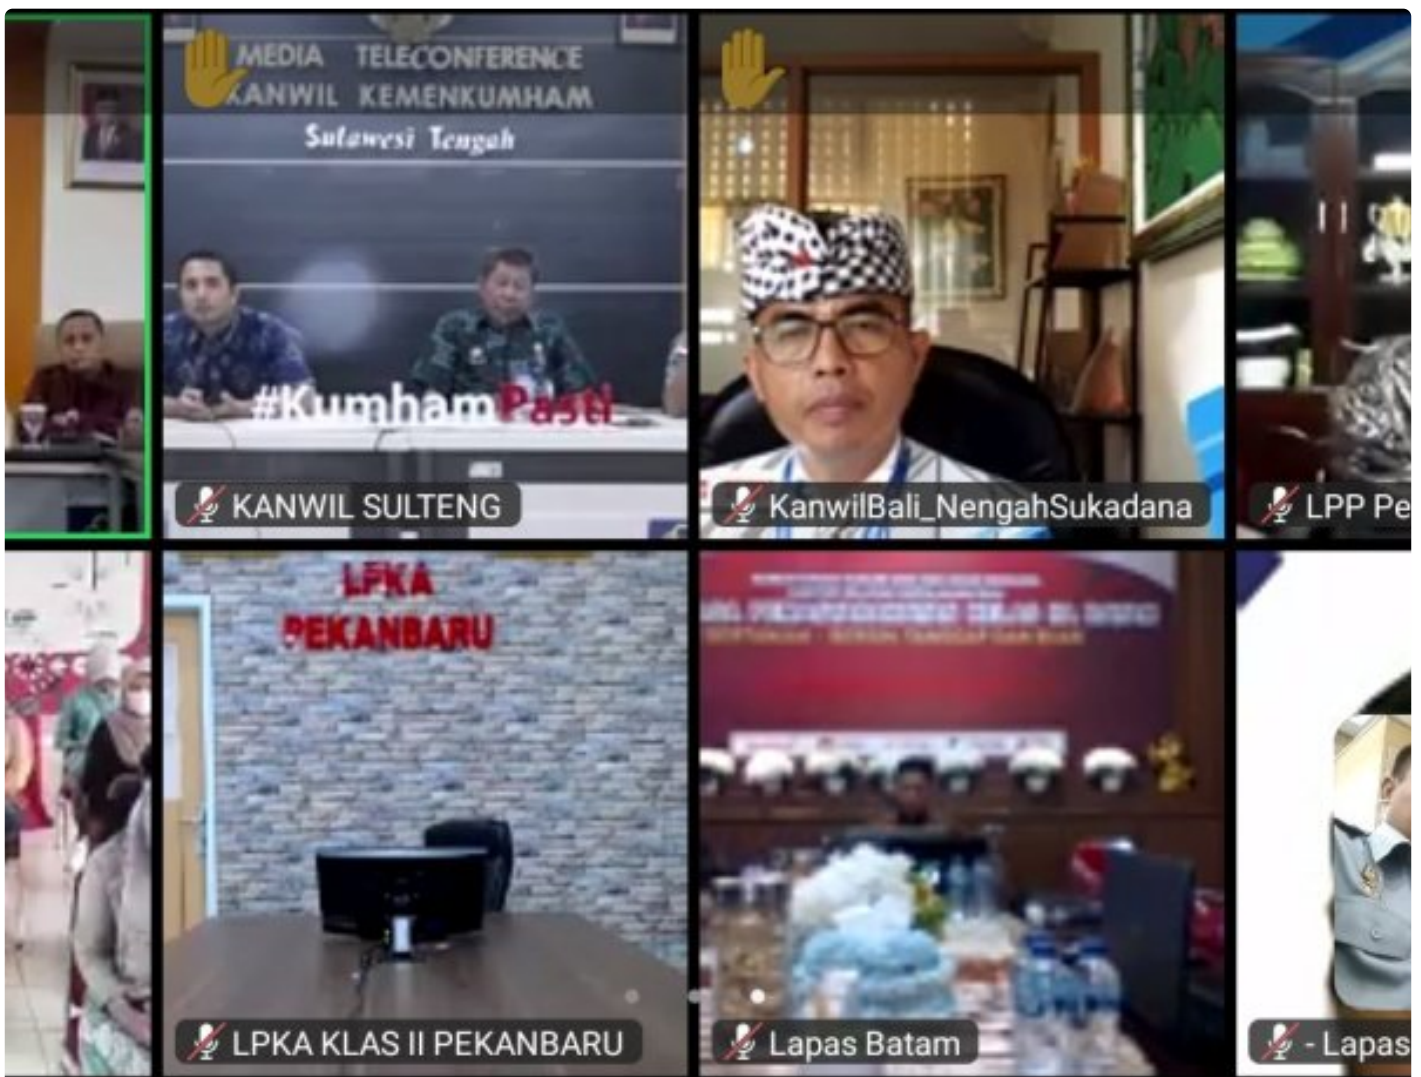 MEDIA TELECONFERENCE
KANWIL KEMENKUMHAM
Sulawesi Tengah
#KumhamPasti
KANWIL SULTENG
KanwilBali_NengahSukadana
LPP Pe
LPKA
PEKANBARU
LPKA KLAS II PEKANBARU
Lapas Batam
- Lapas